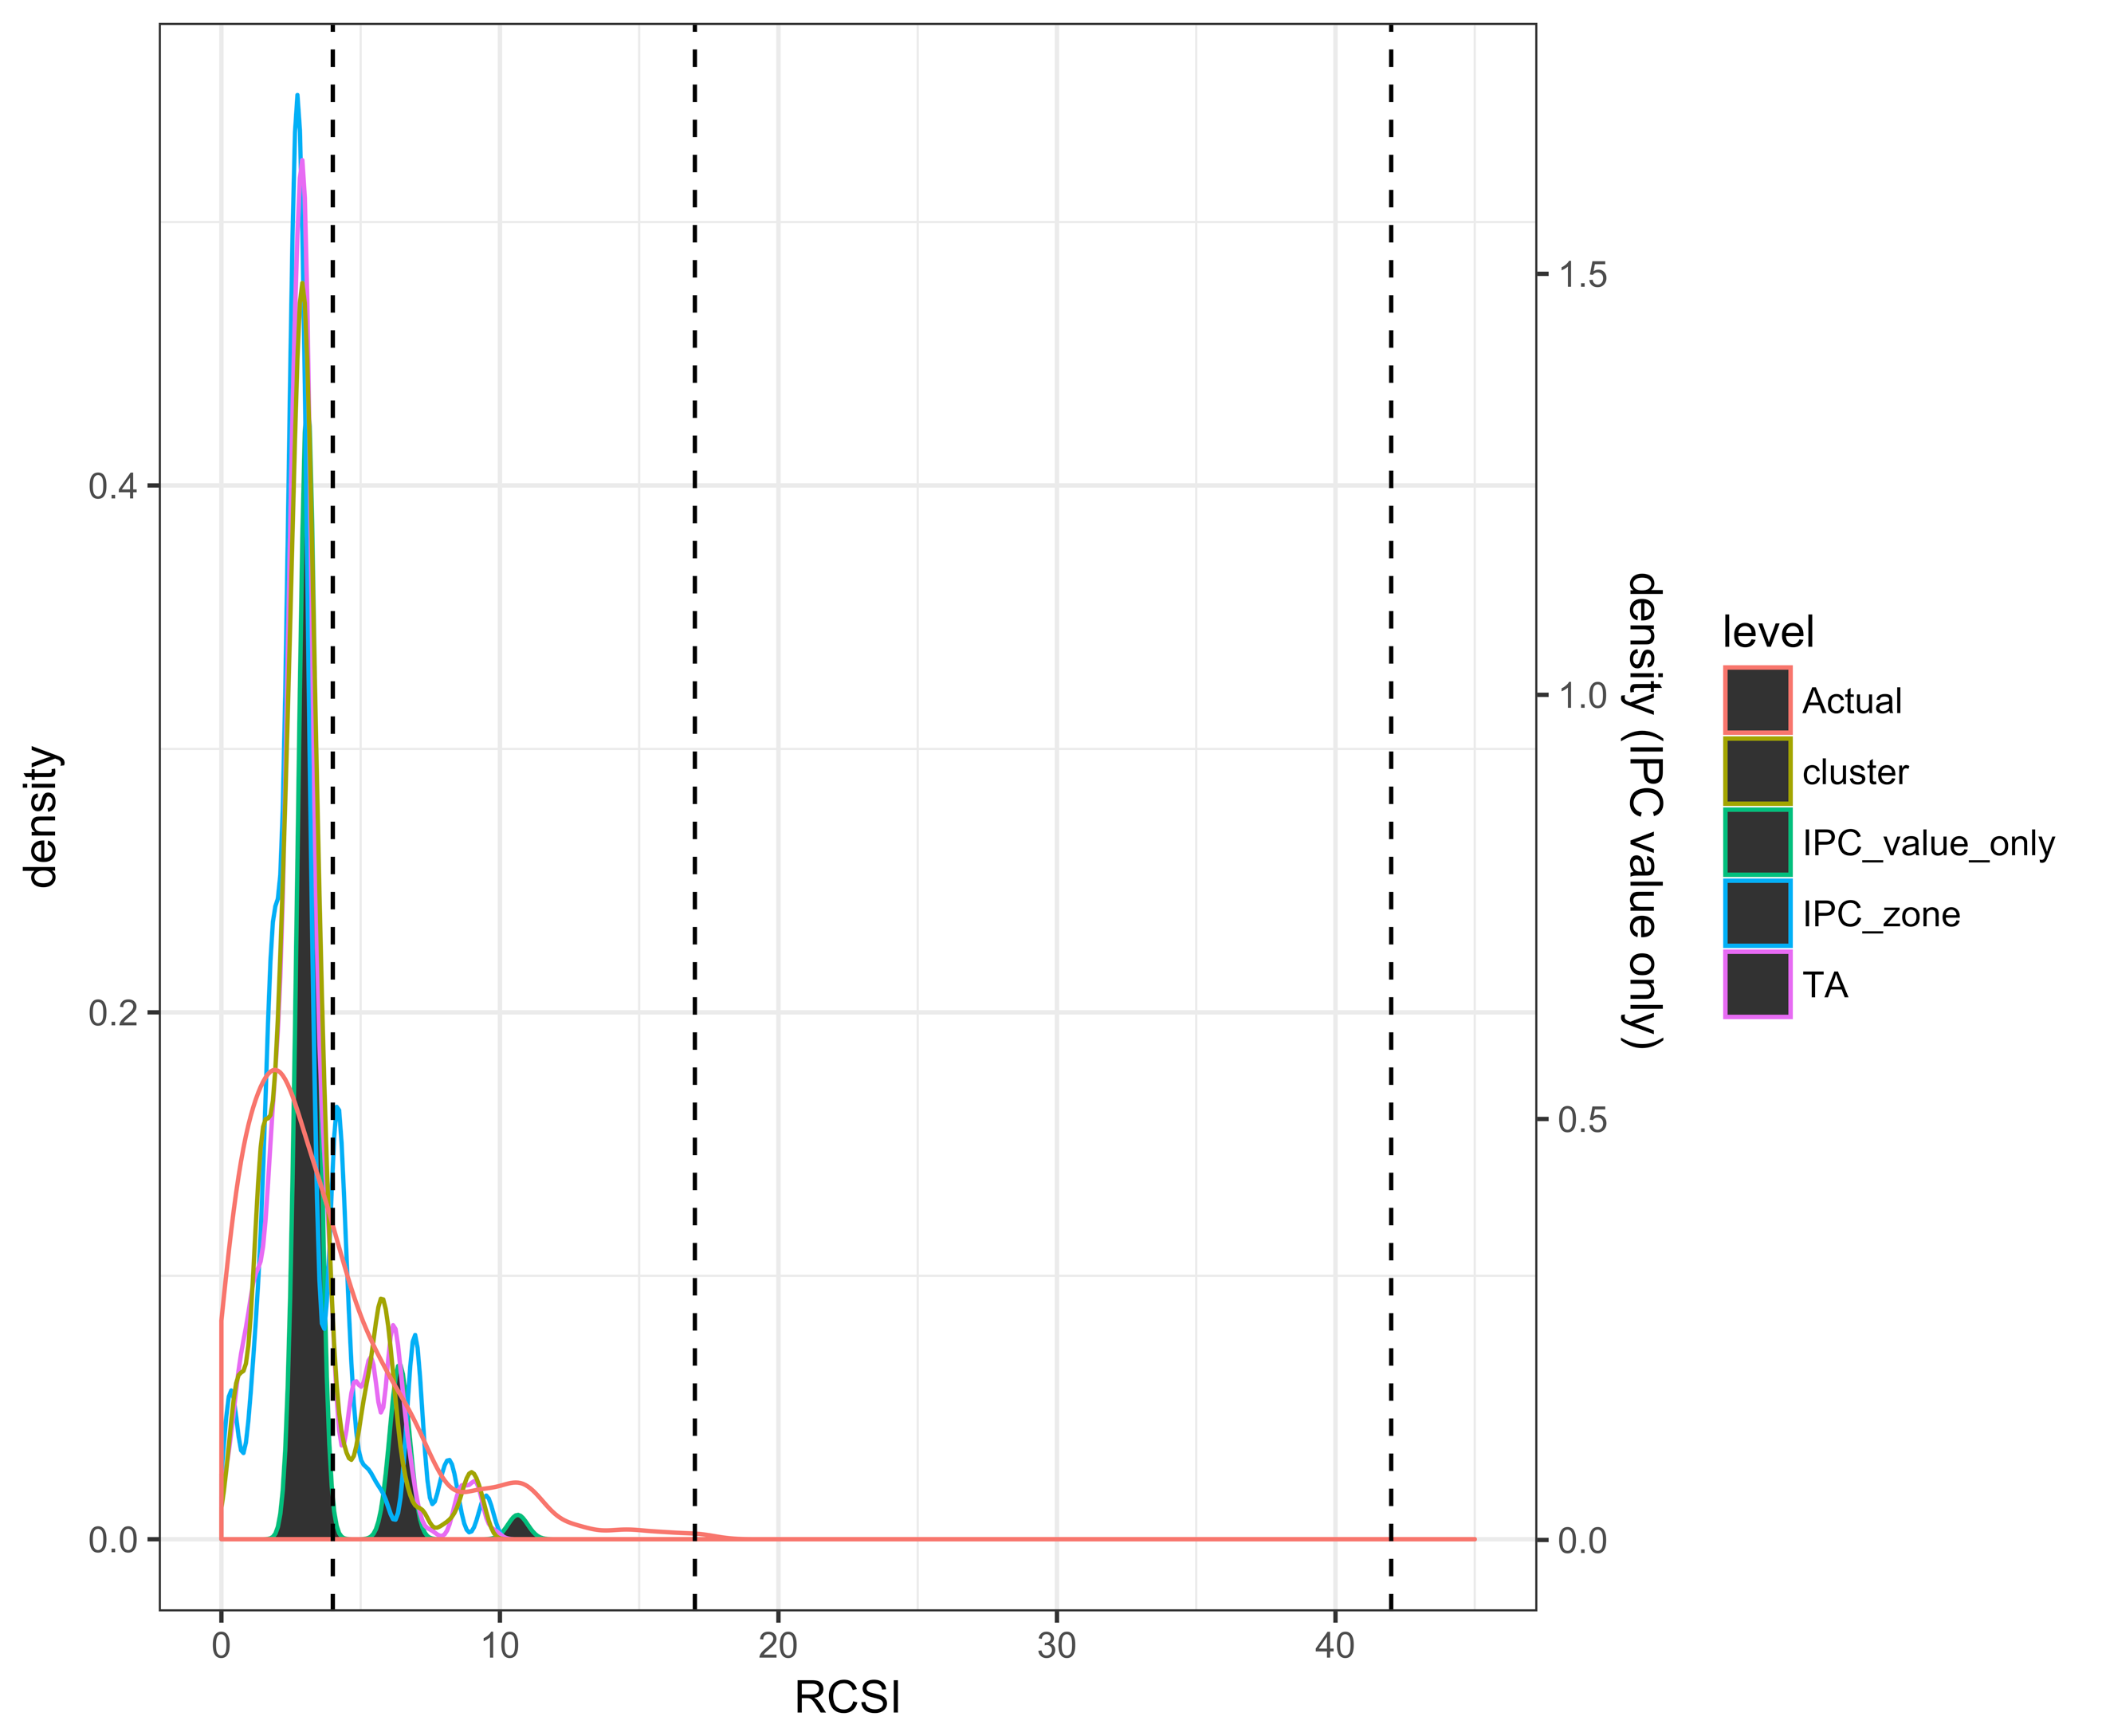 density
0.4
0.2
0.0
0
10
20
30
40
RCSI
1.5
1.0
0.5
0.0
density (IPC value only)
level
Actual
cluster
IPC_value_only
IPC_zone
TA